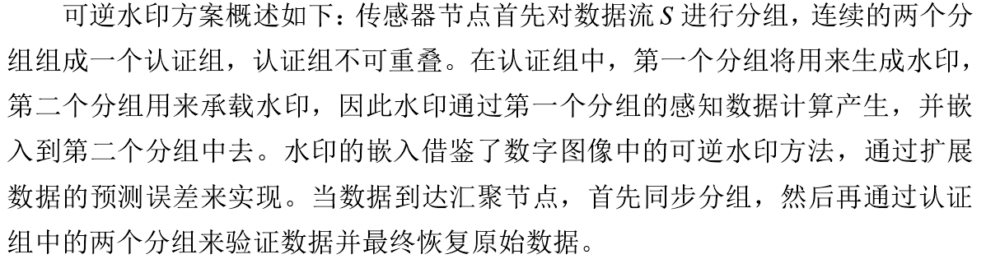 可逆水印方案概述如下：传感器节点首先对数据流 S 进行分组，连续的两个分
组组成一个认证组，认证组不可重叠。在认证组中，第一个分组将用来生成水印，
第二个分组用来承载水印，因此水印通过第一个分组的感知数据计算产生，并嵌
入到第二个分组中去。水印的嵌入借鉴了数字图像中的可逆水印方法，通过扩展
数据的预测误差来实现。当数据到达汇聚节点，首先同步分组，然后再通过认证
组中的两个分组来验证数据并最终恢复原始数据。